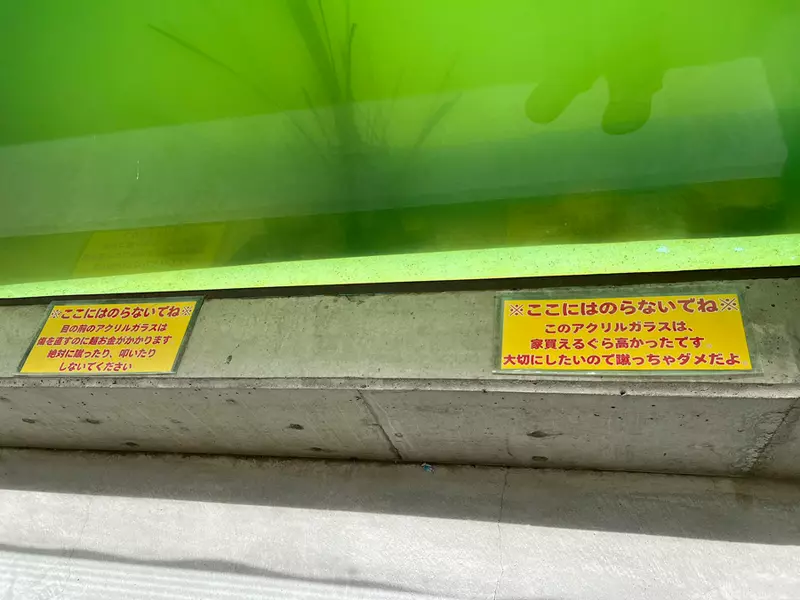 ※ここにはのらないでね※
目の前のアクリルガラスは
傷を直すのに超お金がかかります
絶対に蹴ったり、叩いたり
しないでください
※ここにはのらないでね※
このアクリルガラスは、
家買えるぐら高かったです
大切にしたいので蹴っちゃダメだよ